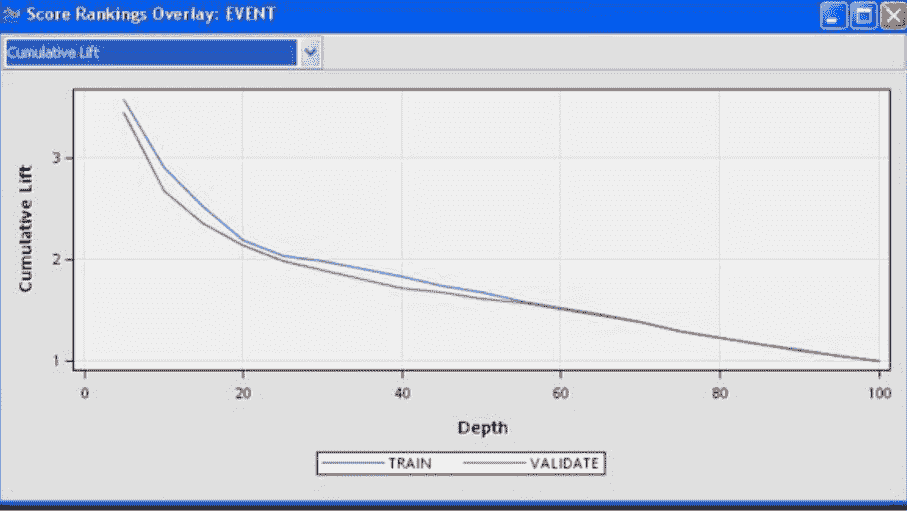 Score Rankings Overlay: EVENT
Cumulative Lift
Cumulative Lift
3
2
1
0 20 40 60 80 100
Depth
TRAIN VALIDATE